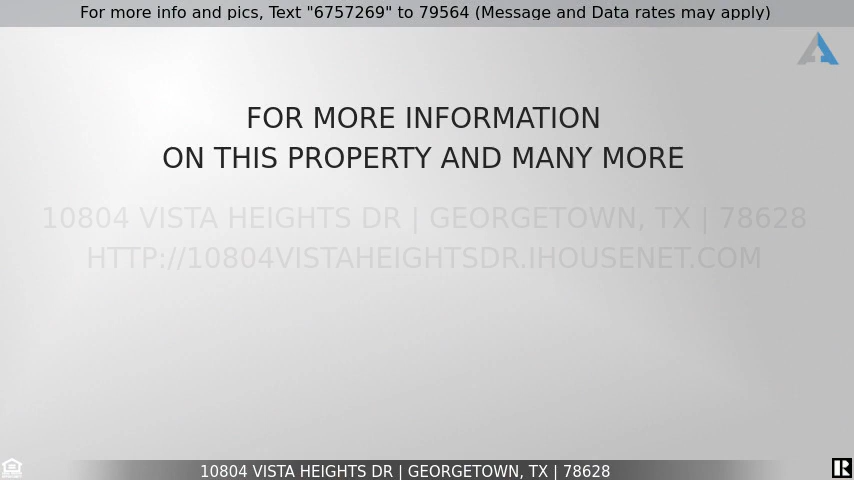 For more info and pics, Text "6757269" to 79564 (Message and Data rates may apply)
FOR MORE INFORMATION
ON THIS PROPERTY AND MANY MORE
10804 VISTA HEIGHTS DR | GEORGETOWN, TX | 78628
HTTP://10804VISTAHEIGHTSDR.IHOUSENET.COM
10804 VISTA HEIGHTS DR | GEORGETOWN, TX | 78628